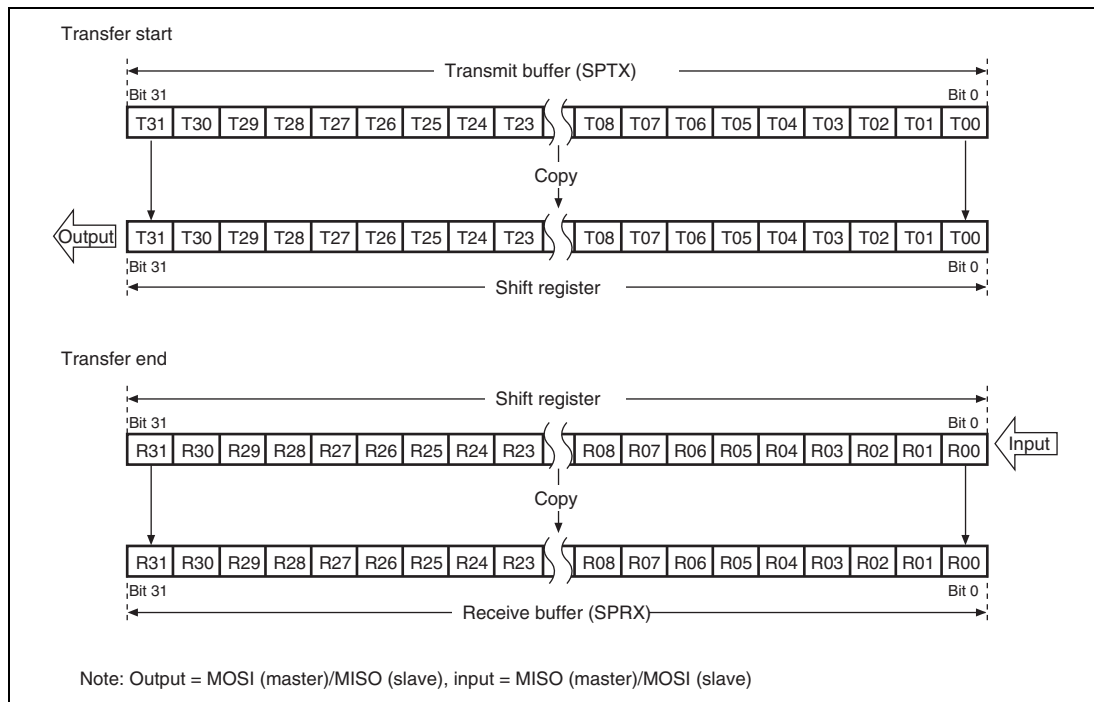 Transfer start
Transmit buffer (SPTX)
Bit 31 Bit 0
T31 T30 T29 T28 T27 T26 T25 T24 T23 T08 T07 T06 T05 T04 T03 T02 T01 T00
Copy
Output T31 T30 T29 T28 T27 T26 T25 T24 T23 T08 T07 T06 T05 T04 T03 T02 T01 T00
Bit 31 Bit 0
Shift register
Transfer end
Shift register
Bit 31 Bit 0
R31 R30 R29 R28 R27 R26 R25 R24 R23 R08 R07 R06 R05 R04 R03 R02 R01 R00 Input
Copy
R31 R30 R29 R28 R27 R26 R25 R24 R23 R08 R07 R06 R05 R04 R03 R02 R01 R00
Bit 31 Bit 0
Receive buffer (SPRX)
Note: Output = MOSI (master)/MISO (slave), input = MISO (master)/MOSI (slave)